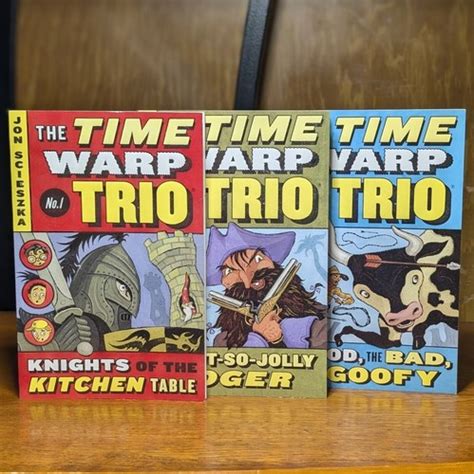 JON SCIESZKA
THE TIME
WARP
No.1 TRIO
KNIGHTS OF THE
KITCHEN TABLE
TIME
WARP
TRIO
T-SO-JOLLY
OGER
TIME
WARP
TRIO
OD, THE BAD,
GOOFY